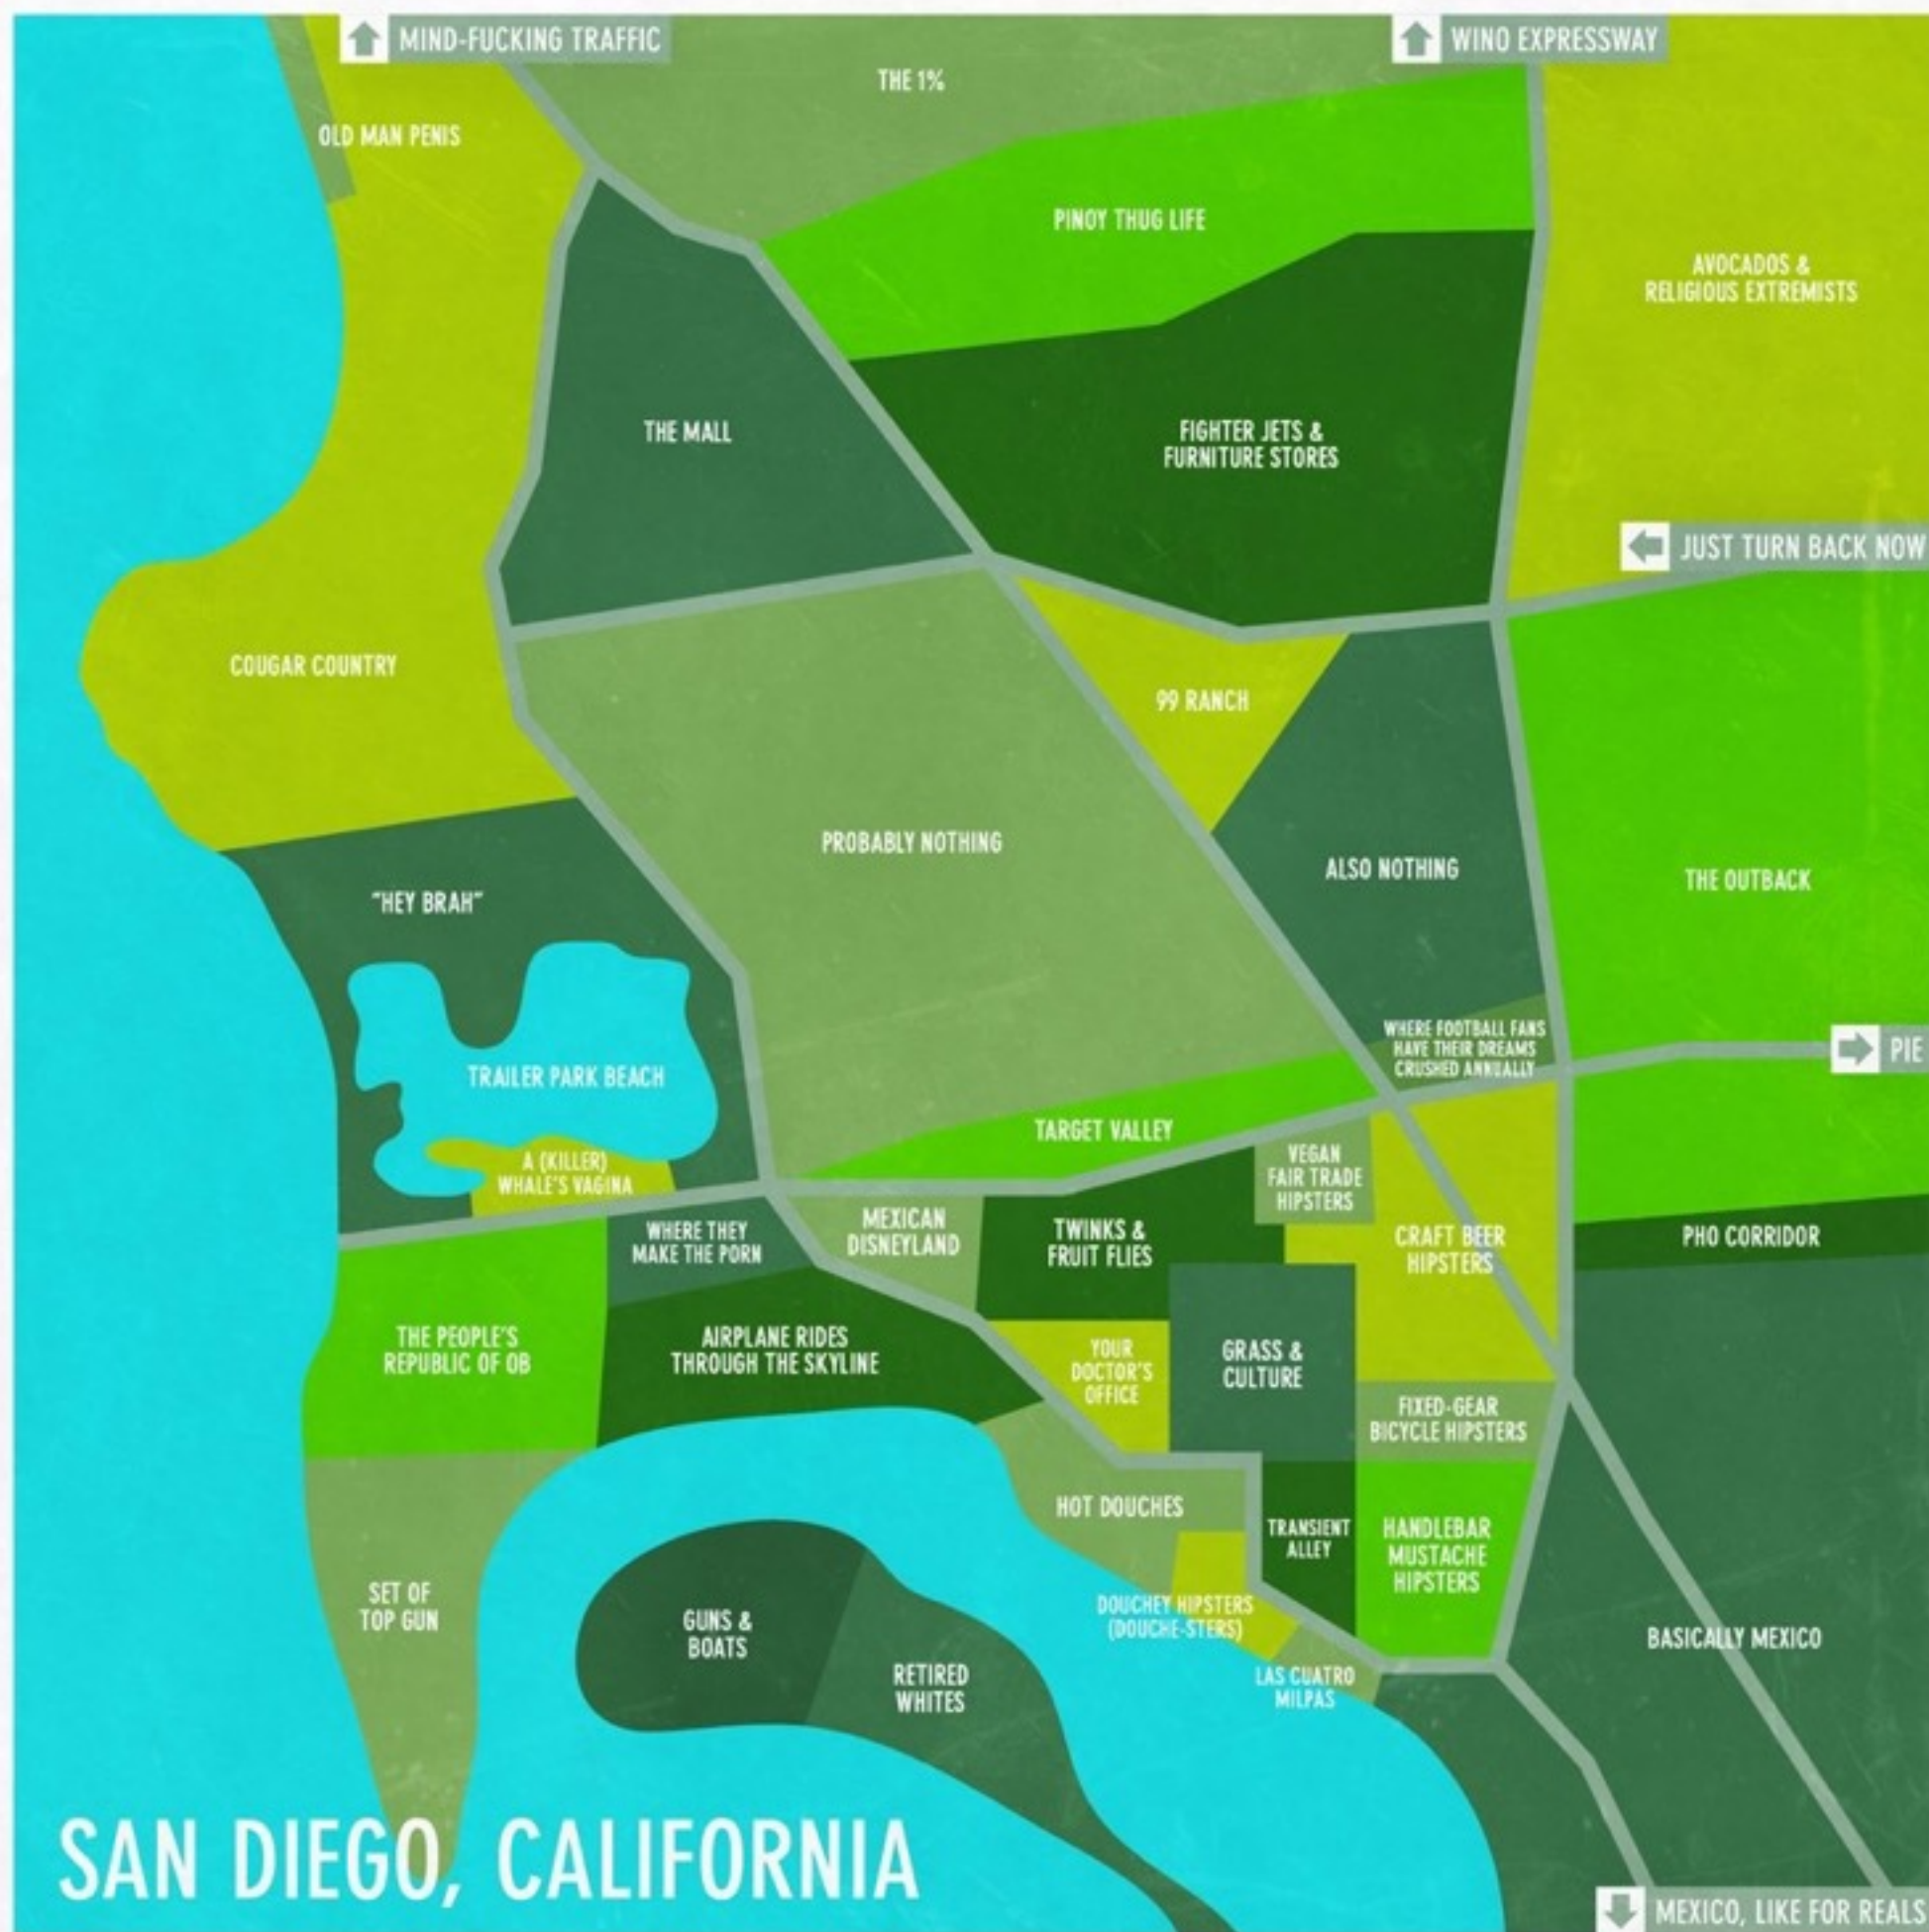 MIND-FUCKING TRAFFIC
WINO EXPRESSWAY
THE 1%
OLD MAN PENIS
PINOY THUG LIFE
AVOCADOS &
RELIGIOUS EXTREMISTS
THE MALL
FIGHTER JETS &
FURNITURE STORES
JUST TURN BACK NOW
COUGAR COUNTRY
99 RANCH
PROBABLY NOTHING
ALSO NOTHING
THE OUTBACK
"HEY BRAH"
WHERE FOOTBALL FANS
HAVE THEIR DREAMS
CRUSHED ANNUALLY
PIE
TRAILER PARK BEACH
TARGET VALLEY
A (KILLER)
WHALE'S VAGINA
VEGAN
FAIR TRADE
HIPSTERS
WHERE THEY
MAKE THE PORN
MEXICAN
DISNEYLAND
TWINKS &
FRUIT FLIES
CRAFT BEER
HIPSTERS
PHO CORRIDOR
THE PEOPLE'S
REPUBLIC OF OB
AIRPLANE RIDES
THROUGH THE SKYLINE
YOUR
DOCTOR'S
OFFICE
GRASS &
CULTURE
FIXED-GEAR
BICYCLE HIPSTERS
HOT DOUCHES
TRANSIENT
ALLEY
HANDLEBAR
MUSTACHE
HIPSTERS
SET OF
TOP GUN
GUNS &
BOATS
DOUCHEY HIPSTERS
(DOUCHE-STERS)
BASICALLY MEXICO
RETIRED
WHITES
LAS CUATRO
MILPAS
SAN DIEGO, CALIFORNIA
MEXICO, LIKE FOR REALS